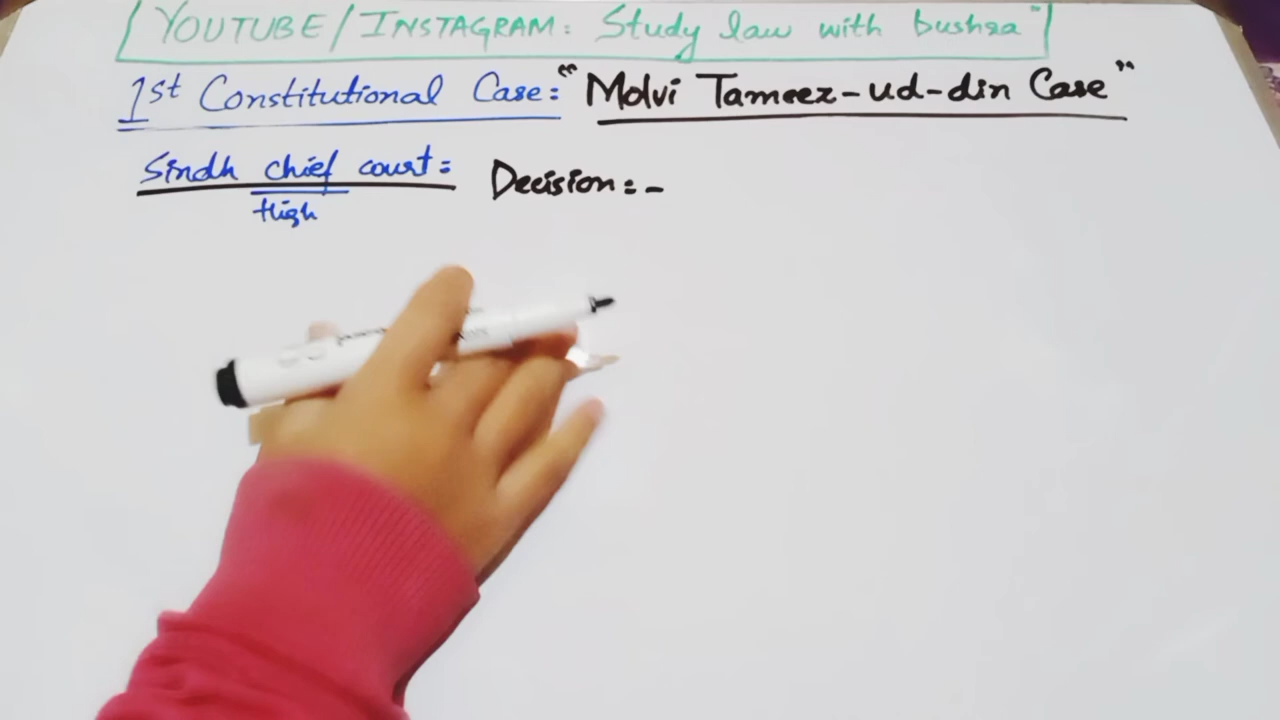 YOUTUBE/INSTAGRAM: Study law with bushra"
1st Constitutional Case: "Molvi Tameez-ud-din Case"
Sindh chief court: Decision:-
High